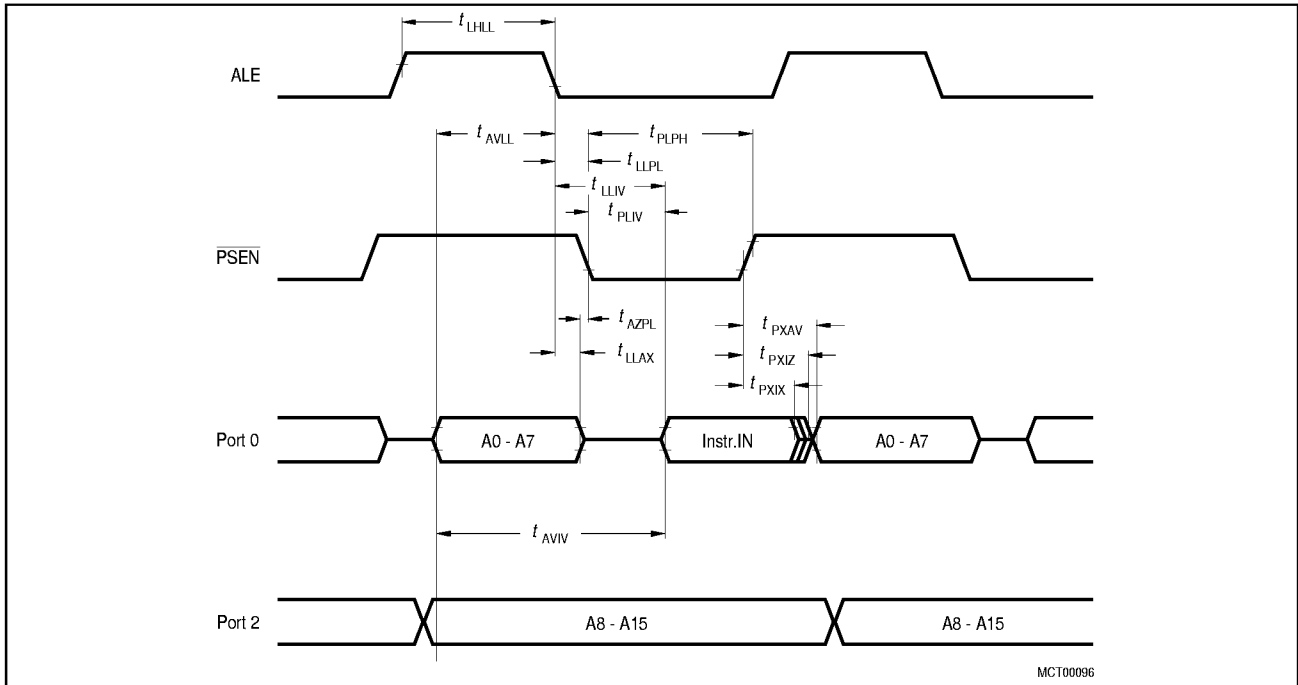 t LHLL
ALE
t AVLL
t PLPH
t LLPL
t LLIV
t PLIV
PSEN
t AZPL
t PXAV
t LLAX
t PXIZ
t PXIX
Port 0
A0 - A7
Instr.IN
A0 - A7
t AVIV
Port 2
A8 - A15
A8 - A15
MCT00096